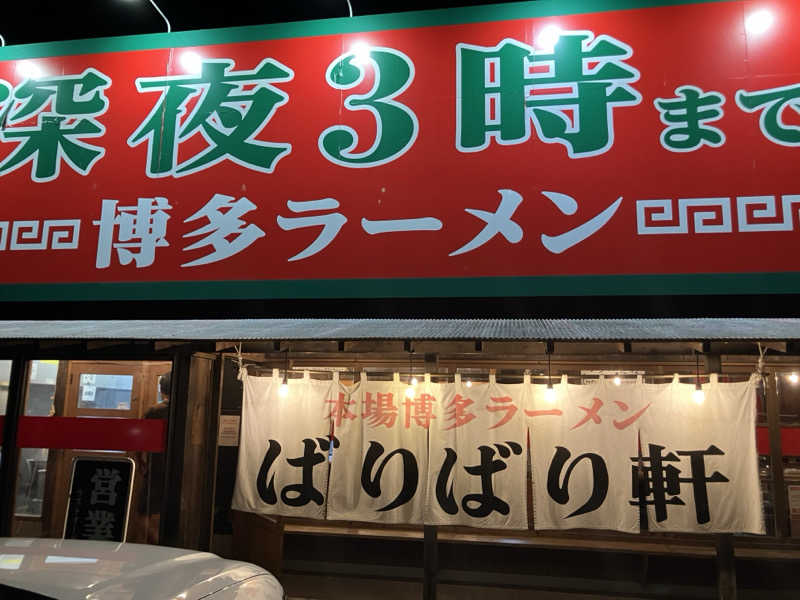 深夜3時まで
博多ラーメン
本場博多ラーメン
ばりばり軒
営業